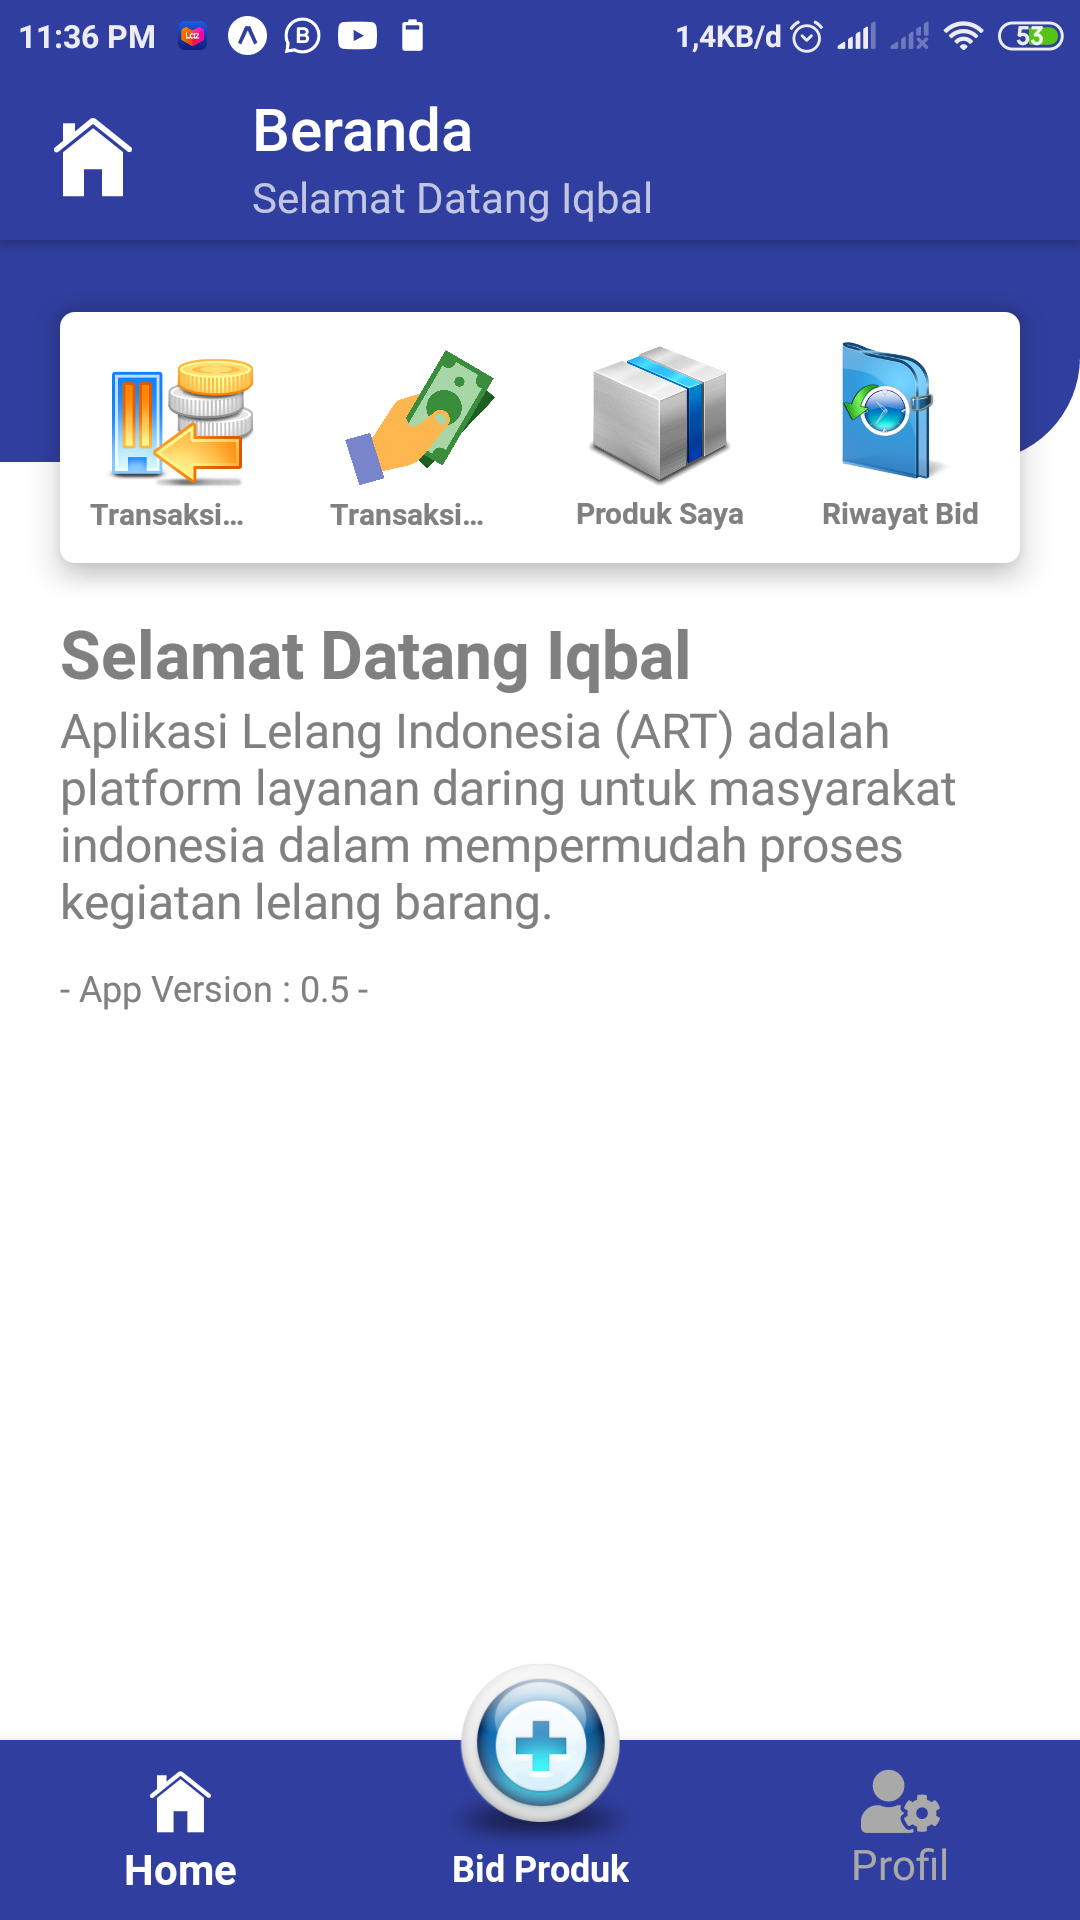 11:36 PM
1,4KB/d
53
Beranda
Selamat Datang Iqbal
Transaksi...
Transaksi...
Produk Saya
Riwayat Bid
Selamat Datang Iqbal
Aplikasi Lelang Indonesia (ART) adalah
platform layanan daring untuk masyarakat
indonesia dalam mempermudah proses
kegiatan lelang barang.
- App Version : 0.5 -
Home
Bid Produk
Profil